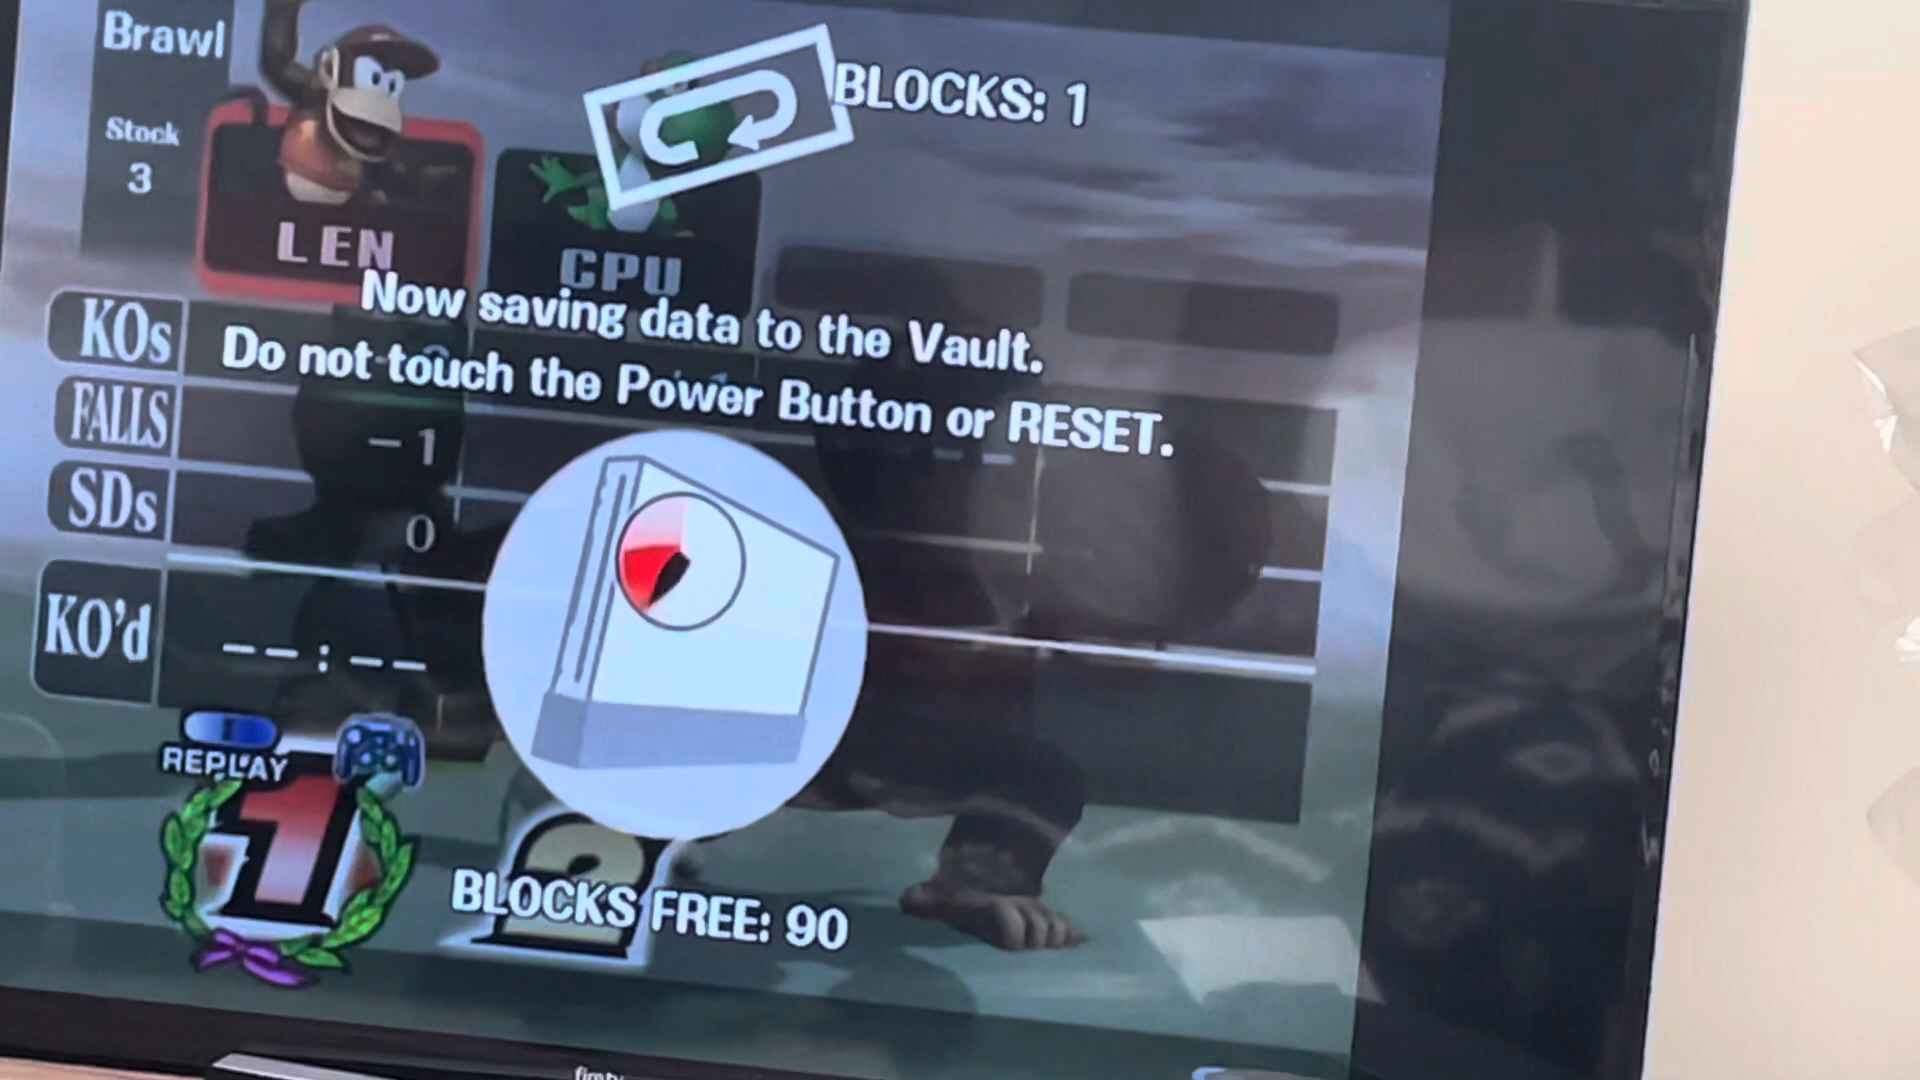 Brawl
Stock
3
BLOCKS: 1
LEN
CPU
Now saving data to the Vault.
Do not touch the Power Button or RESET.
KOs
FALLS
-1
SDs
0
KO'd
--:--
REPLAY
1
2
BLOCKS FREE: 90